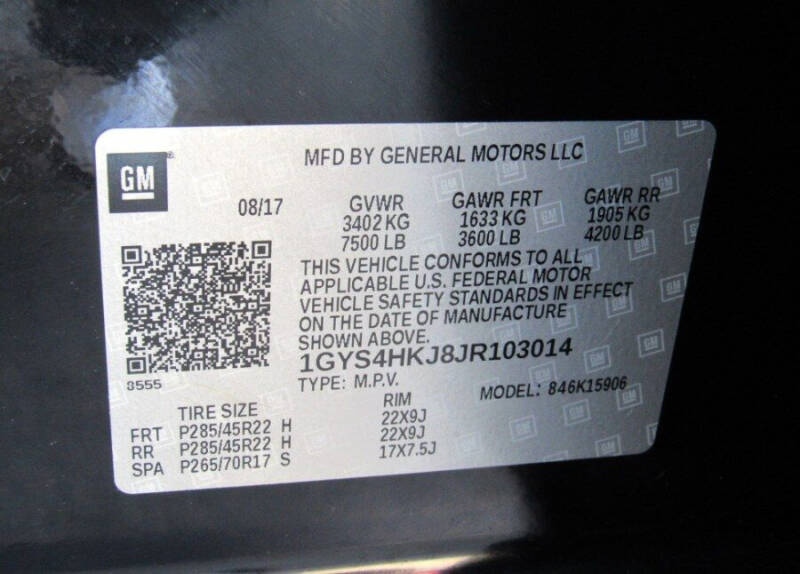 GM
MFD BY GENERAL MOTORS LLC
08/17 GVWR GAWR FRT GAWR RR
3402 KG 1633 KG 1905 KG
7500 LB 3600 LB 4200 LB
THIS VEHICLE CONFORMS TO ALL
APPLICABLE U.S. FEDERAL MOTOR
VEHICLE SAFETY STANDARDS IN EFFECT
ON THE DATE OF MANUFACTURE
SHOWN ABOVE.
1GYS4HKJ8JR103014
8555 TYPE: M.P.V. MODEL: 846K15906
TIRE SIZE RIM
FRT P285/45R22 H 22X9J
RR P285/45R22 H 22X9J
SPA P265/70R17 S 17X7.5J